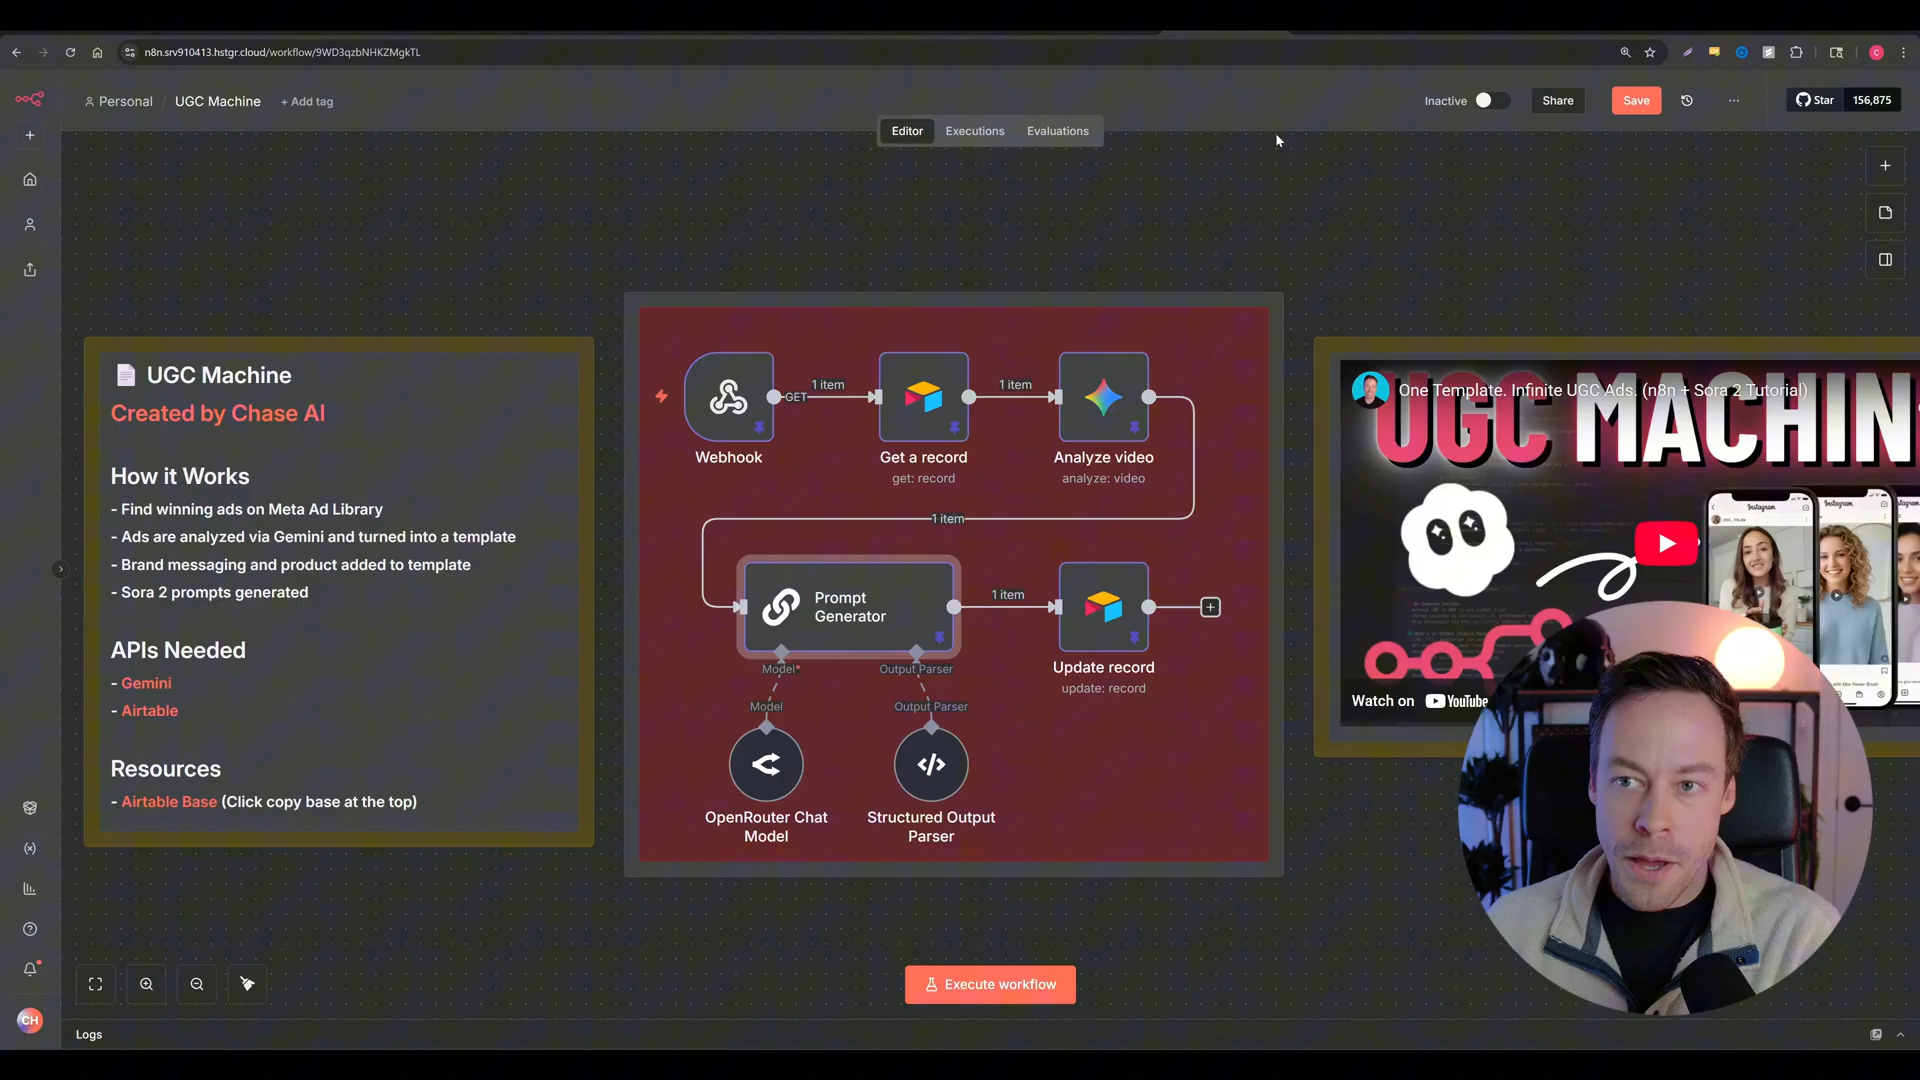 n8n.srv910413.hstgr.cloud/workflow/9WD3qzbNHKZMgkTL
Personal / UGC Machine + Add tag
Inactive
Share
Save
Star 156,875
Editor Executions Evaluations
UGC Machine
Created by Chase AI
How it Works
- Find winning ads on Meta Ad Library
- Ads are analyzed via Gemini and turned into a template
- Brand messaging and product added to template
- Sora 2 prompts generated
APIs Needed
- Gemini
- Airtable
Resources
- Airtable Base (Click copy base at the top)
GET
1 item
1 item
Webhook
Get a record
get: record
Analyze video
analyze: video
1 item
Prompt
Generator
1 item
Model*
Output Parser
Update record
update: record
Model
Output Parser
OpenRouter Chat
Model
Structured Output
Parser
One Template. Infinite UGC Ads. (n8n + Sora 2 Tutorial)
UGC MACHIN
Instagram
Instagram
Watch on YouTube
Execute workflow
CH
Logs